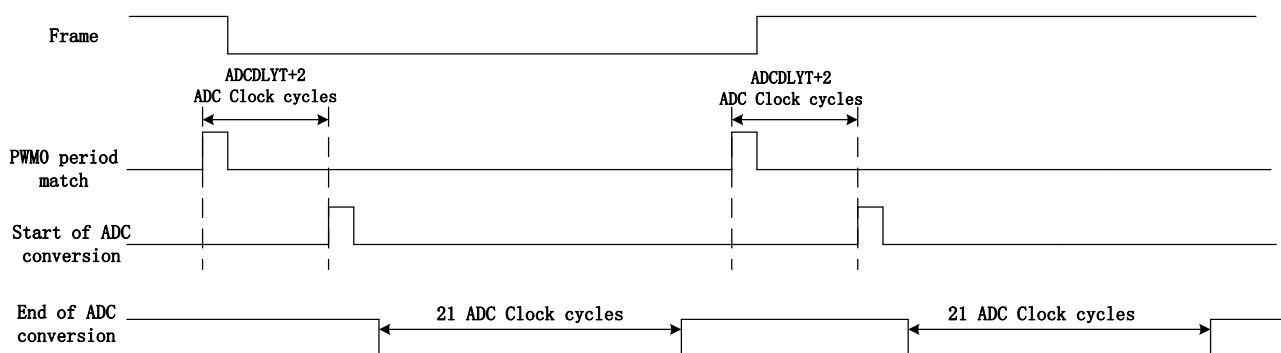 Frame
ADCDLYT+2
ADC Clock cycles
ADCDLYT+2
ADC Clock cycles
PWM0 period
match
Start of ADC
conversion
End of ADC
conversion
21 ADC Clock cycles
21 ADC Clock cycles